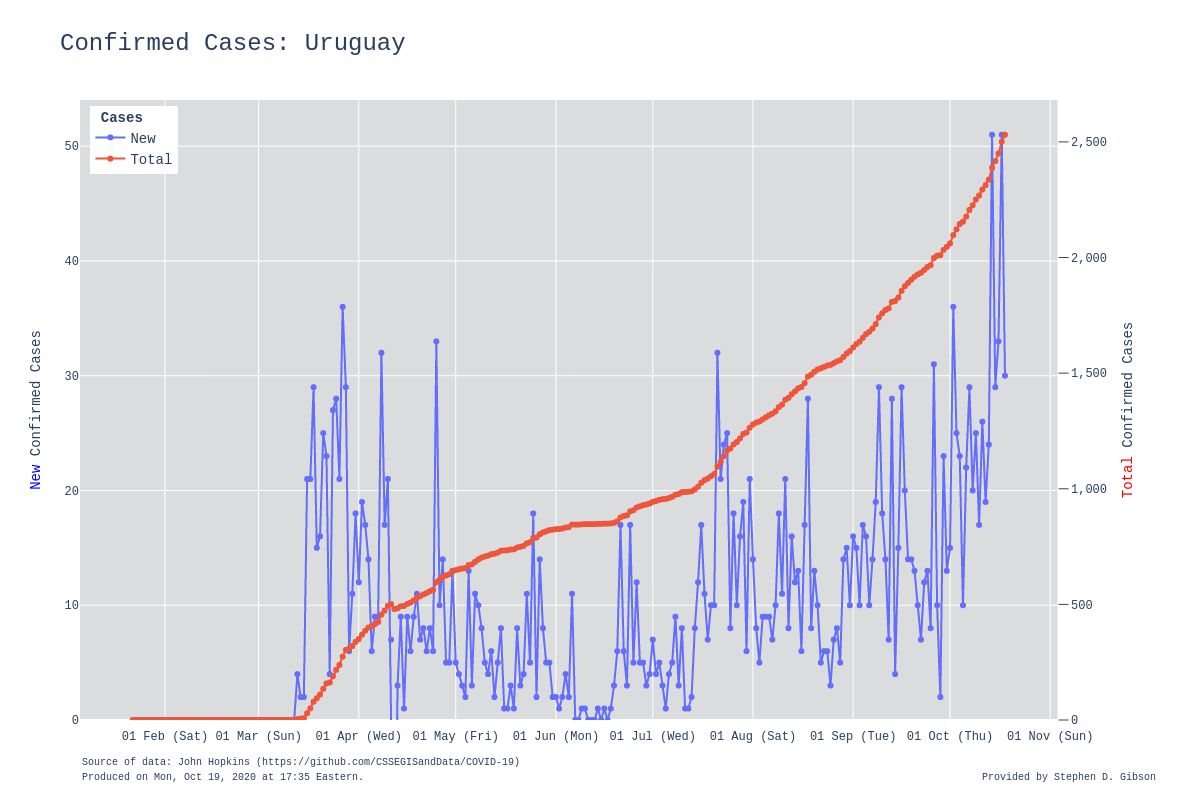 Confirmed Cases: Uruguay
Cases
New
Total
50
40
30
20
10
0
New Confirmed Cases
2,500
2,000
1,500
1,000
500
0
Total Confirmed Cases
01 Feb (Sat) 01 Mar (Sun) 01 Apr (Wed) 01 May (Fri) 01 Jun (Mon) 01 Jul (Wed) 01 Aug (Sat) 01 Sep (Tue) 01 Oct (Thu) 01 Nov (Sun)
Source of data: John Hopkins (https://github.com/CSSEGISandData/COVID-19)
Produced on Mon, Oct 19, 2020 at 17:35 Eastern.
Provided by Stephen D. Gibson